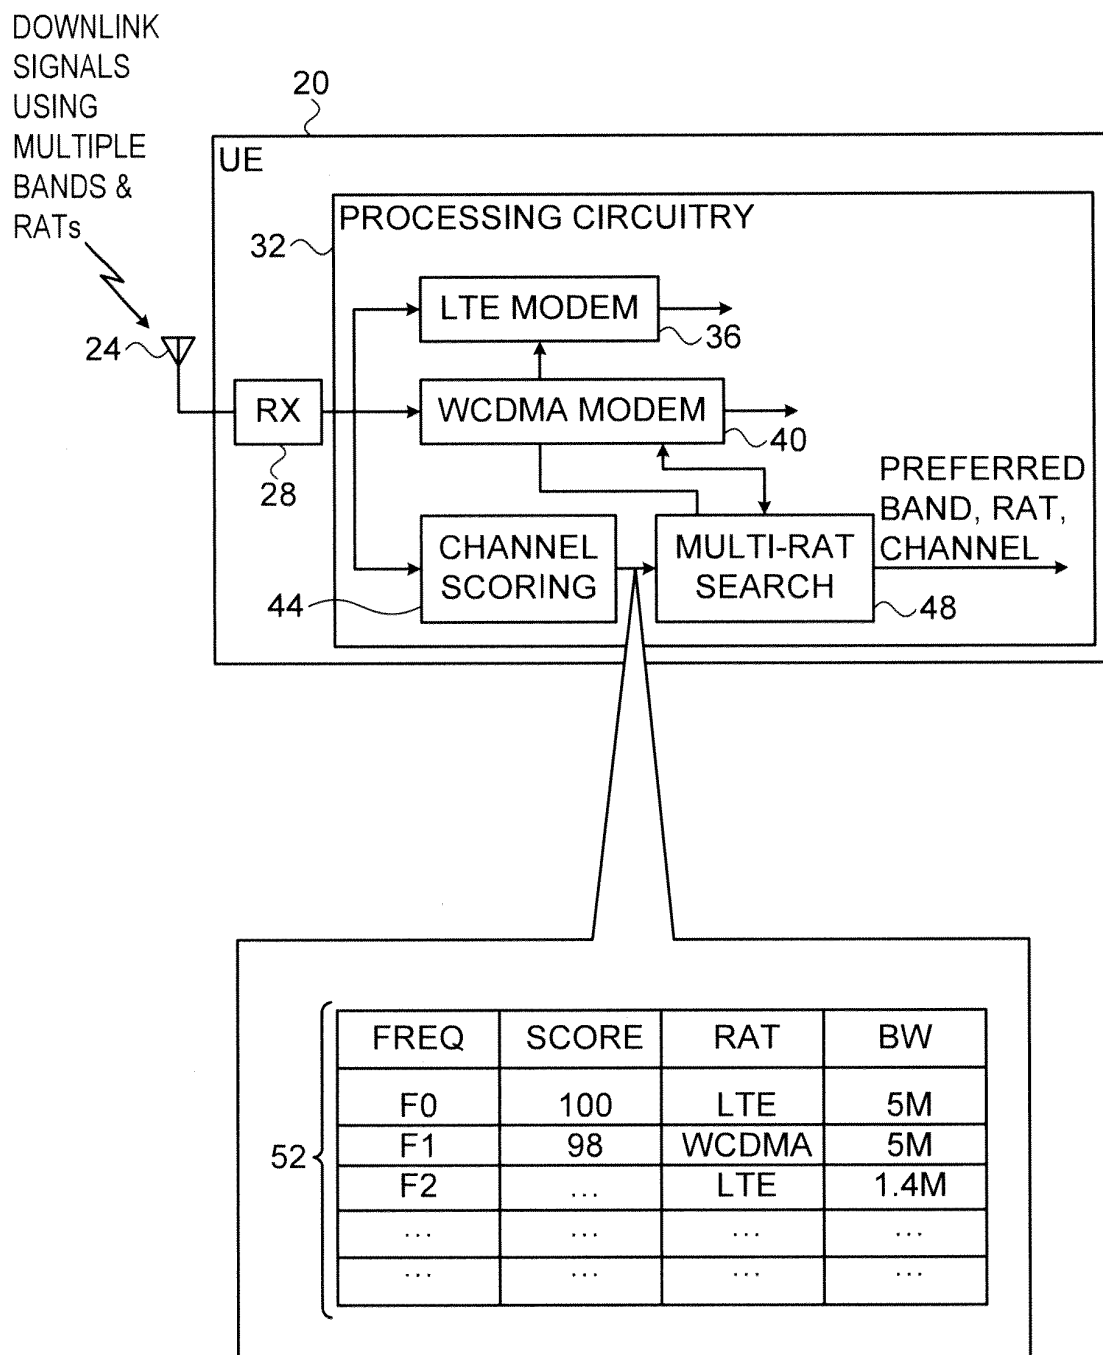 DOWNLINK
SIGNALS
USING
MULTIPLE
BANDS &
RATs
20
UE
PROCESSING CIRCUITRY
32
LTE MODEM
36
24
RX
28
WCDMA MODEM
40
PREFERRED
BAND, RAT,
CHANNEL
CHANNEL
SCORING
44
MULTI-RAT
SEARCH
48
52
FREQ SCORE RAT BW
F0 100 LTE 5M
F1 98 WCDMA 5M
F2 ... LTE 1.4M
... ... ... ...
... ... ... ...